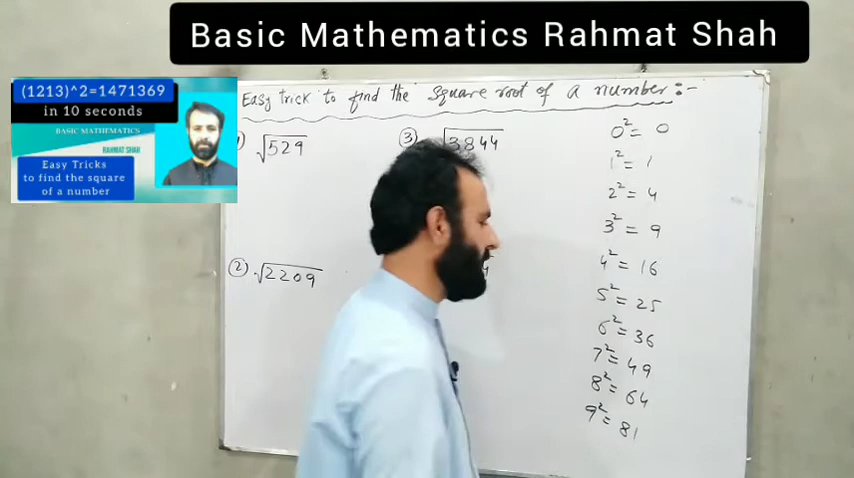 Basic Mathematics Rahmat Shah
(1213)^2=1471369
in 10 seconds
BASIC MATHEMATICS
RAHMAT SHAH
Easy Tricks
to find the square
of a number
Easy Trick to find the square root of a number :-
√529
③ √3844
② √2209
0²= 0
1²= 1
2²= 4
3²= 9
4²= 16
5²= 25
6²= 36
7²= 49
8²= 64
9²= 81